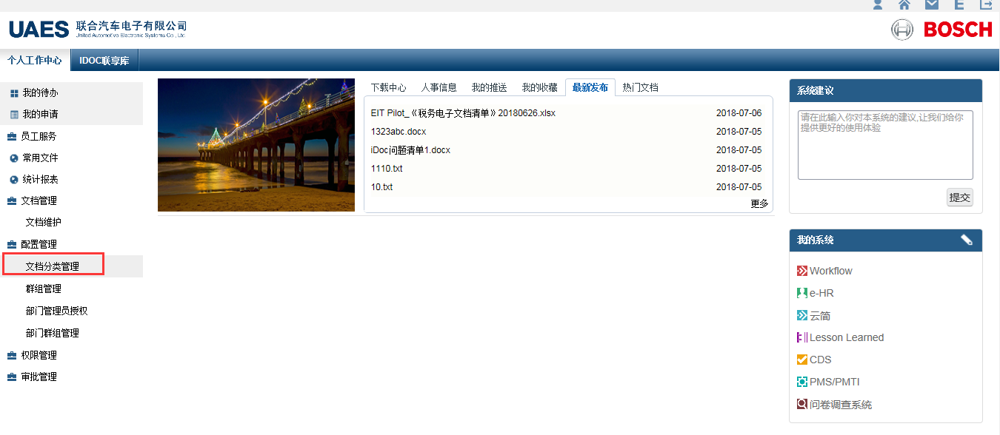 E
UAES 联合汽车电子有限公司
United Automotive Electronic Systems Co., Ltd.
BOSCH
个人工作中心 IDOC联享库
我的待办
我的申请
员工服务
常用文件
统计报表
文档管理
文档维护
配置管理
文档分类管理
群组管理
部门管理员授权
部门群组管理
权限管理
审批管理
下载中心 人事信息 我的推送 我的收藏 最新发布 热门文档
EIT Pilot_《税务电子文档清单》20180626.xlsx 2018-07-06
1323abc.docx 2018-07-05
iDoc问题清单1.docx 2018-07-05
1110.txt 2018-07-05
10.txt 2018-07-05
更多
系统建议
请在此输入你对本系统的建议,让我们给你
提供更好的使用体验
提交
我的系统
Workflow
e-HR
云简
Lesson Learned
CDS
PMS/PMTI
问卷调查系统